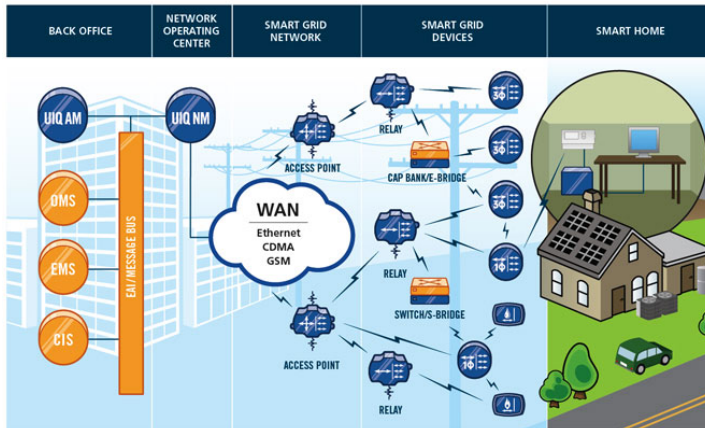 BACK OFFICE
NETWORK
OPERATING
CENTER
SMART GRID
NETWORK
SMART GRID
DEVICES
SMART HOME
UIQ AM
UIQ NM
OMS
EMS
CIS
EAI/MESSAGE BUS
ACCESS POINT
WAN
Ethernet
CDMA
GSM
ACCESS POINT
RELAY
CAP BANK/E-BRIDGE
RELAY
SWITCH/S-BRIDGE
RELAY
3Φ
3Φ
3Φ
1Φ
1Φ